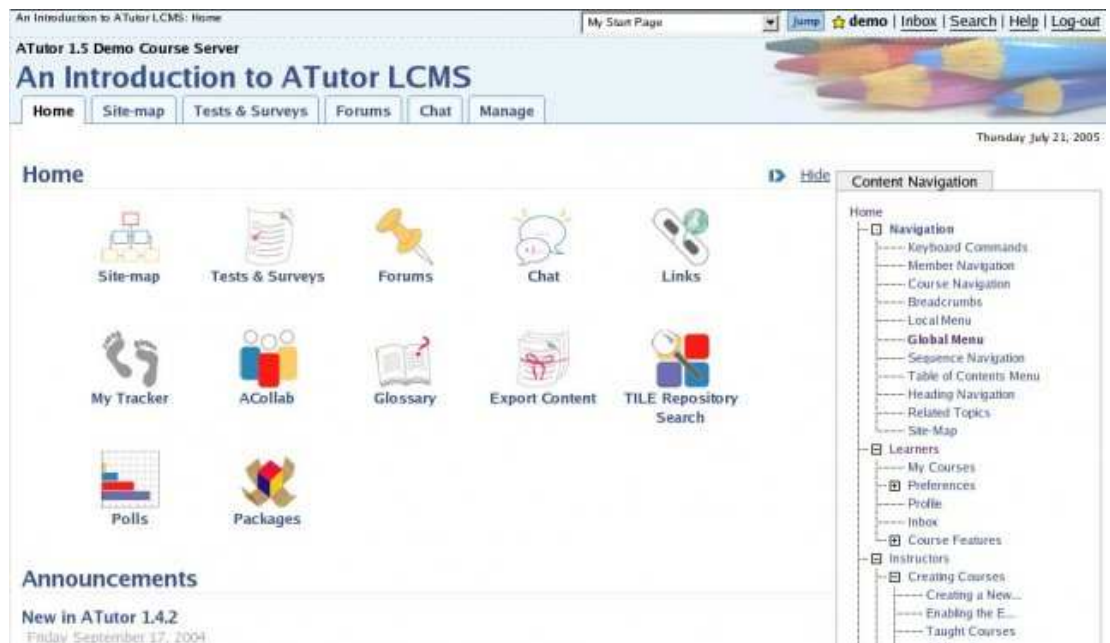 An Introduction to ATutor LCMS: Home
My Start Page
Jump
demo | Inbox | Search | Help | Log-out
ATutor 1.5 Demo Course Server
An Introduction to ATutor LCMS
Home
Site-map
Tests & Surveys
Forums
Chat
Manage
Thursday July 21, 2005
Home
Hide
Site-map
Tests & Surveys
Forums
Chat
Links
My Tracker
ACollab
Glossary
Export Content
TILE Repository
Search
Polls
Packages
Announcements
New in ATutor 1.4.2
Friday September 17, 2004
Content Navigation
Home
Navigation
Keyboard Commands
Member Navigation
Course Navigation
Breadcrumbs
Local Menu
Global Menu
Sequence Navigation
Table of Contents Menu
Heading Navigation
Related Topics
Site-Map
Learners
My Courses
Preferences
Profile
Inbox
Course Features
Instructors
Creating Courses
Creating a New...
Enabling the E...
Taught Courses